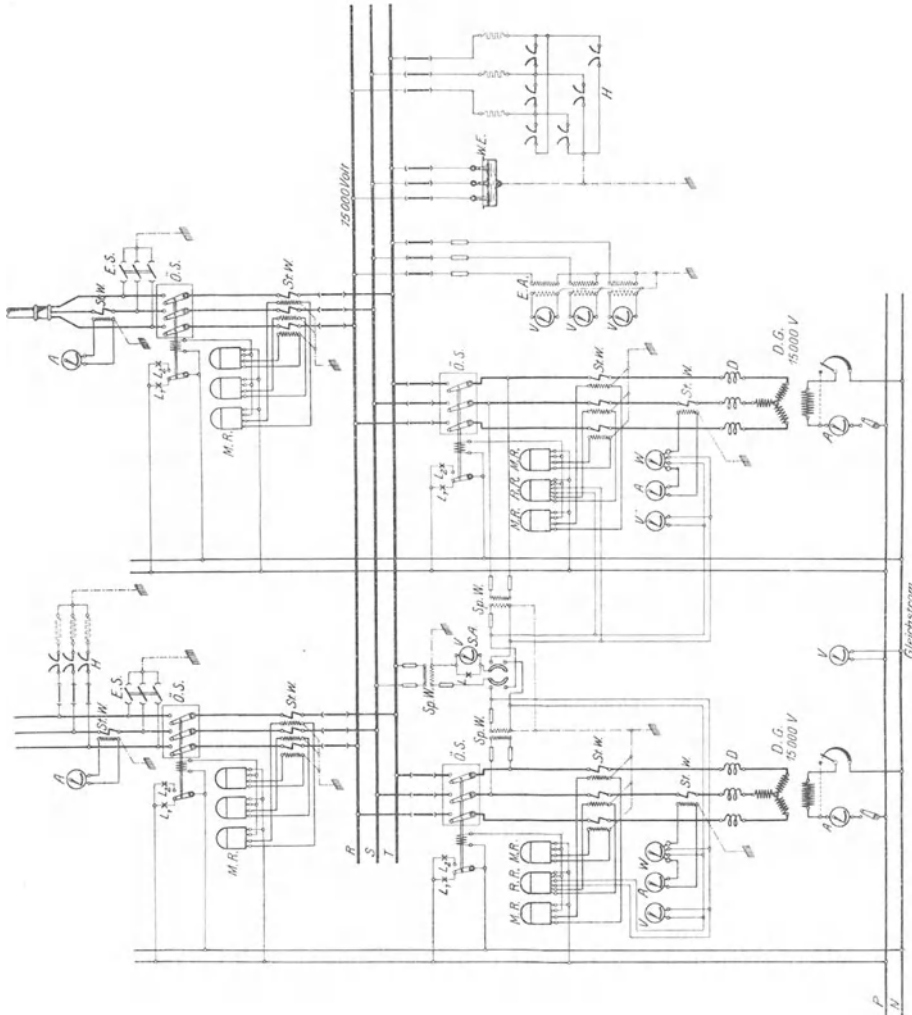 H
W.E.
15000 Volt
E.S.
Ö.S.
St.W.
A
St.W.
E.A.
V
V
V
L₁ L₂
M.R.
Ö.S.
St.W.
D
D.G.
15000 V
L₁ L₂
M.R.
R.R.
M.R.
St.W.
W
A
V
A
H
E.S.
Ö.S.
St.W.
A
St.W.
L₁ L₂
M.R.
R
S
T
Sp.W.
V
S.A.
L
Sp.W.
Sp.W.
V
Gleichstrom
Ö.S.
St.W.
D
D.G.
15000 V
L₁ L₂
M.R.
R.R.
M.R.
St.W.
W
A
V
A
P
N